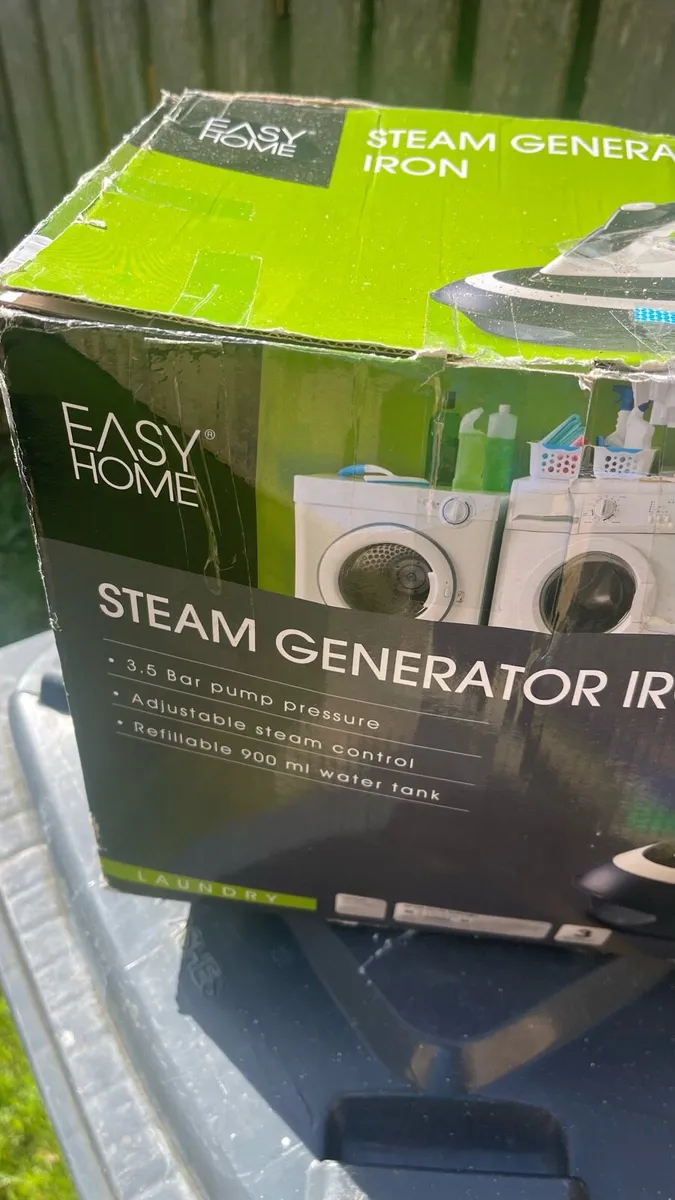 EASY
HOME
STEAM GENERA
IRON
EASY®
HOME
STEAM GENERATOR IR
• 3.5 Bar pump pressure
• Adjustable steam control
• Refillable 900 ml water tank
LAUNDRY
3